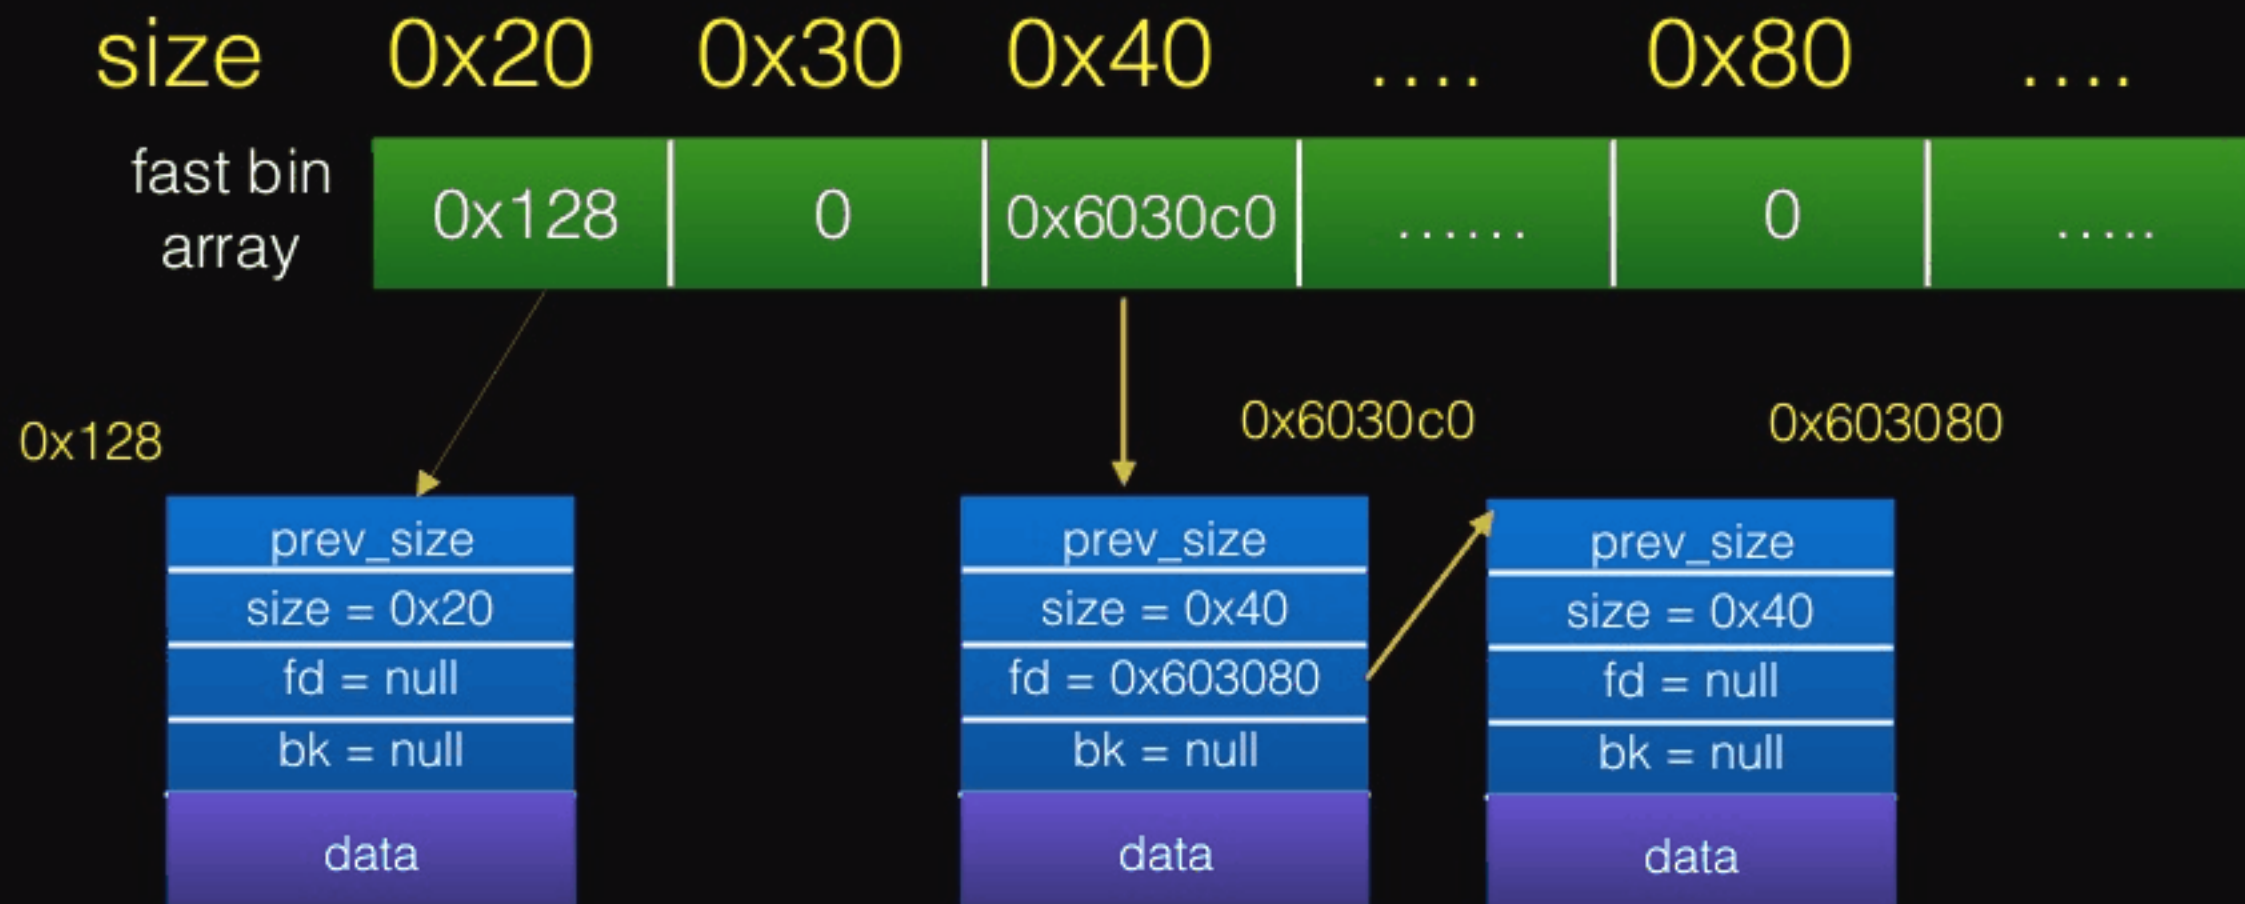 size 0x20 0x30 0x40 .... 0x80 ....
fast bin
array
0x128 0 0x6030c0 ...... 0 .....
0x128 0x6030c0 0x603080
prev_size
size = 0x20
fd = null
bk = null
data
prev_size
size = 0x40
fd = 0x603080
bk = null
data
prev_size
size = 0x40
fd = null
bk = null
data